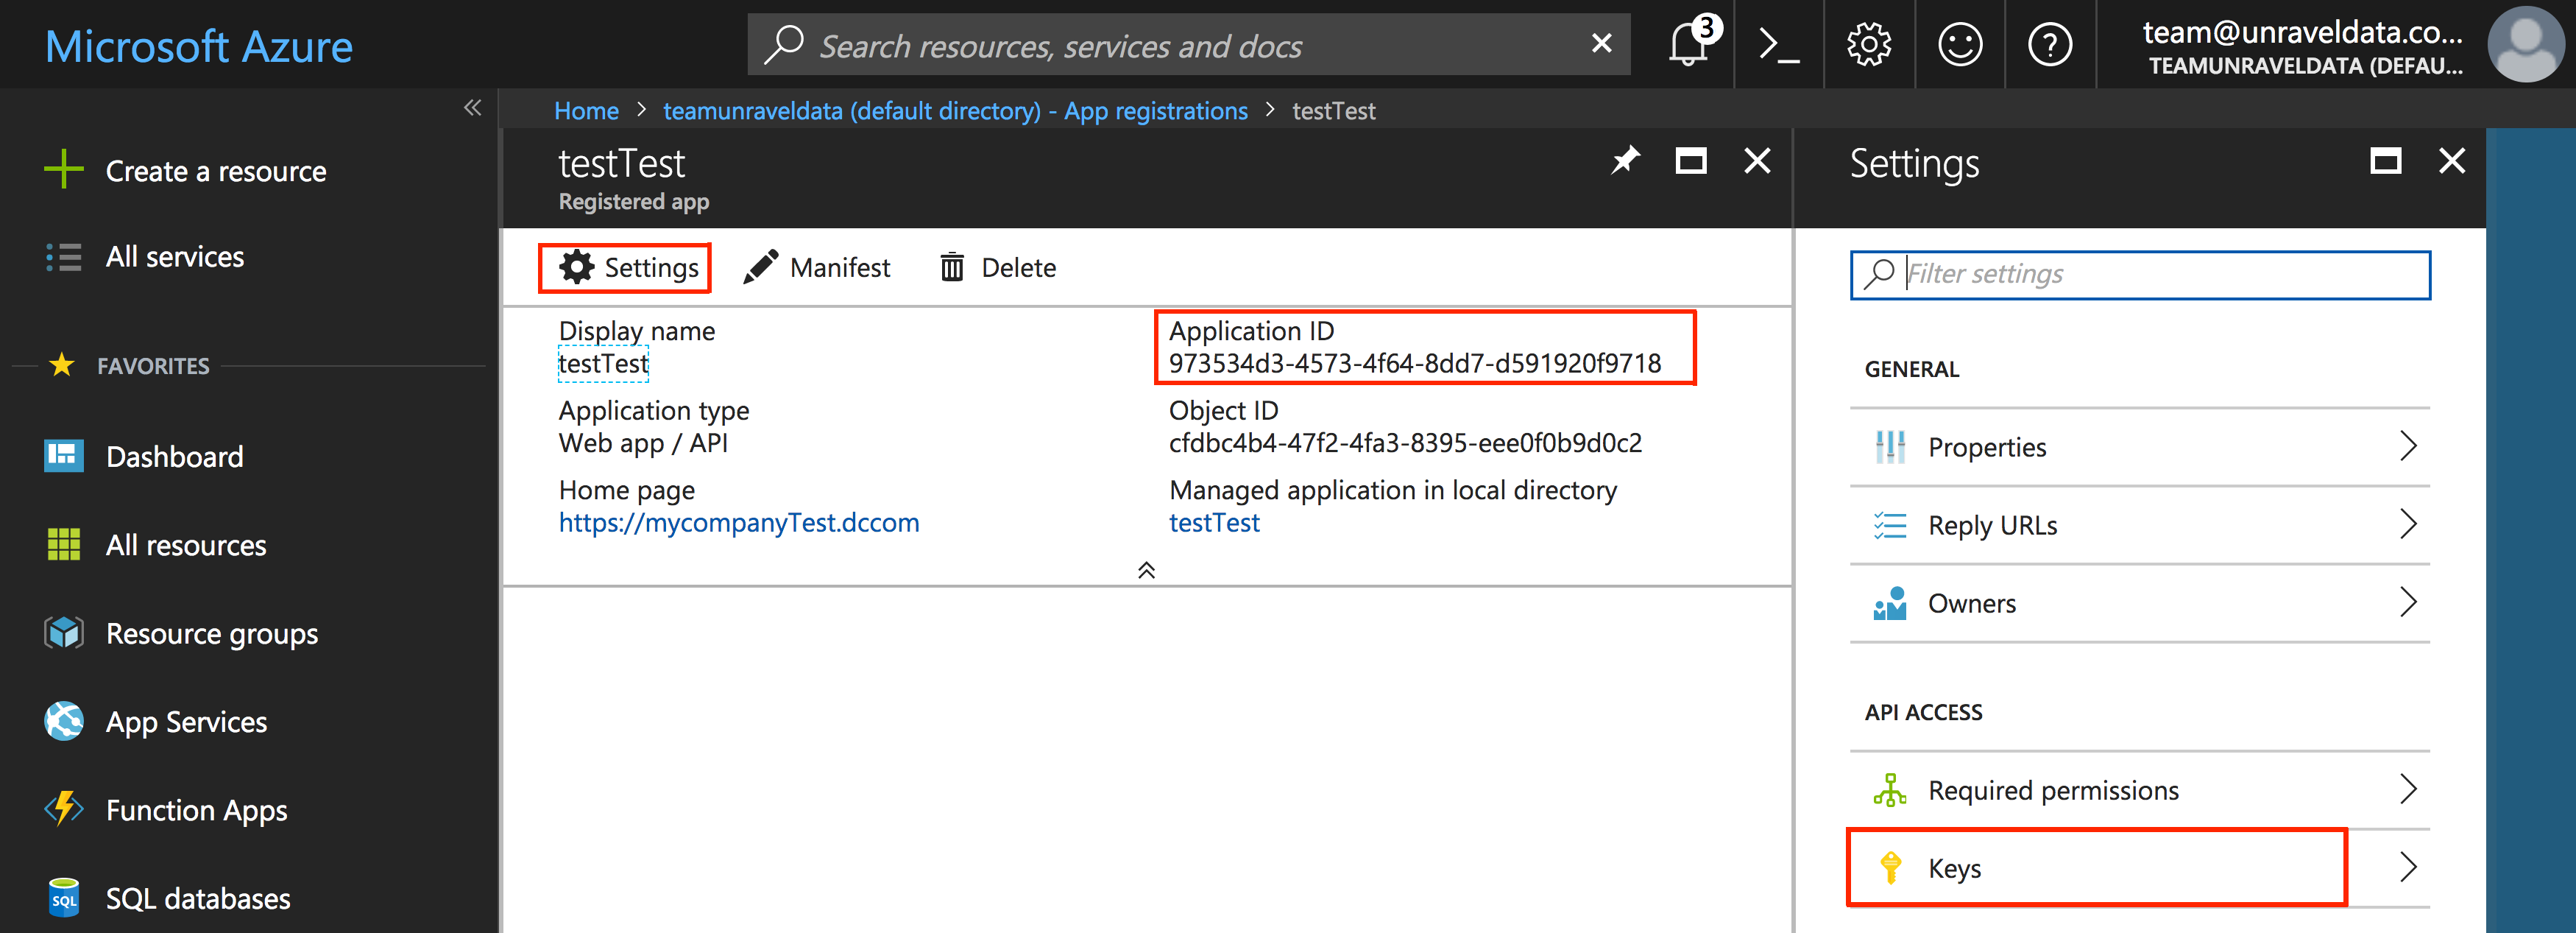 Microsoft Azure
Search resources, services and docs
3
team@unraveldata.co...
TEAMUNRAVELDATA (DEFAU...
Home > teamunraveldata (default directory) - App registrations > testTest
Create a resource
All services
FAVORITES
Dashboard
All resources
Resource groups
App Services
Function Apps
SQL
SQL databases
testTest
Registered app
Settings
Manifest
Delete
Display name
testTest
Application type
Web app / API
Home page
https://mycompanyTest.dccom
Application ID
973534d3-4573-4f64-8dd7-d591920f9718
Object ID
cfdbc4b4-47f2-4fa3-8395-eee0f0b9d0c2
Managed application in local directory
testTest
Settings
Filter settings
GENERAL
Properties
Reply URLs
Owners
API ACCESS
Required permissions
Keys